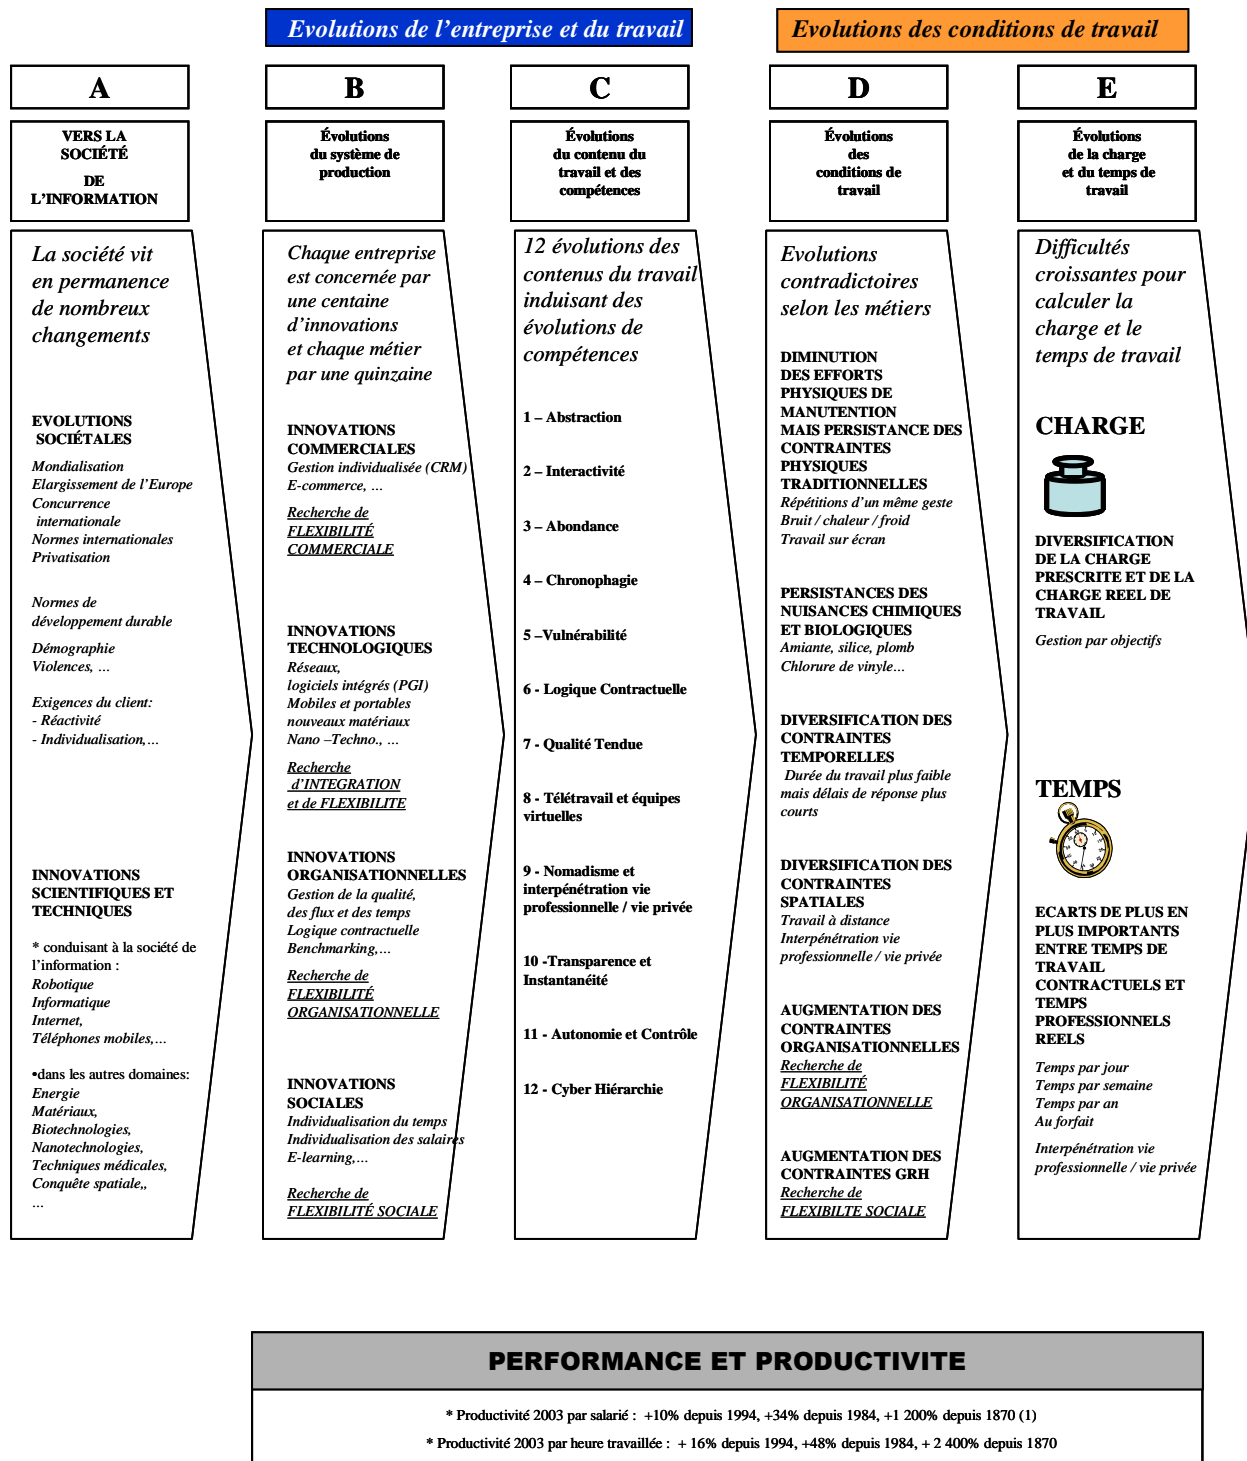 Evolutions de l’entreprise et du travail
Evolutions des conditions de travail
A
VERS LA
SOCIÉTÉ
DE
L’INFORMATION
La société vit
en permanence
de nombreux
changements
EVOLUTIONS
SOCIÉTALES
Mondialisation
Elargissement de l’Europe
Concurrence
internationale
Normes internationales
Privatisation
Normes de
développement durable
Démographie
Violences, …
Exigences du client:
- Réactivité
- Individualisation,…
INNOVATIONS
SCIENTIFIQUES ET
TECHNIQUES
* conduisant à la société de
l’information :
Robotique
Informatique
Internet,
Téléphones mobiles,…
•dans les autres domaines:
Energie
Matériaux,
Biotechnologies,
Nanotechnologies,
Techniques médicales,
Conquête spatiale,,
…
B
Évolutions
du système de
production
Chaque entreprise
est concernée par
une centaine
d’innovations
et chaque métier
par une quinzaine
INNOVATIONS
COMMERCIALES
Gestion individualisée (CRM)
E-commerce, …
Recherche de
FLEXIBILITÉ
COMMERCIALE
INNOVATIONS
TECHNOLOGIQUES
Réseaux,
logiciels intégrés (PGI)
Mobiles et portables
nouveaux matériaux
Nano –Techno., …
Recherche
d’INTEGRATION
et de FLEXIBILITE
INNOVATIONS
ORGANISATIONNELLES
Gestion de la qualité,
des flux et des temps
Logique contractuelle
Benchmarking,…
Recherche de
FLEXIBILITÉ
ORGANISATIONNELLE
INNOVATIONS
SOCIALES
Individualisation du temps
Individualisation des salaires
E-learning,…
Recherche de
FLEXIBILITÉ SOCIALE
C
Évolutions
du contenu du
travail et des
compétences
12 évolutions des
contenus du travail
induisant des
évolutions de
compétences
1 – Abstraction
2 – Interactivité
3 – Abondance
4 – Chronophagie
5 –Vulnérabilité
6 - Logique Contractuelle
7 - Qualité Tendue
8 - Télétravail et équipes
virtuelles
9 - Nomadisme et
interpénétration vie
professionnelle / vie privée
10 -Transparence et
Instantanéité
11 - Autonomie et Contrôle
12 - Cyber Hiérarchie
D
Évolutions
des
conditions de
travail
Evolutions
contradictoires
selon les métiers
DIMINUTION
DES EFFORTS
PHYSIQUES DE
MANUTENTION
MAIS PERSISTANCE DES
CONTRAINTES
PHYSIQUES
TRADITIONNELLES
Répétitions d’un même geste
Bruit / chaleur / froid
Travail sur écran
PERSISTANCES DES
NUISANCES CHIMIQUES
ET BIOLOGIQUES
Amiante, silice, plomb
Chlorure de vinyle…
DIVERSIFICATION DES
CONTRAINTES
TEMPORELLES
Durée du travail plus faible
mais délais de réponse plus
courts
DIVERSIFICATION DES
CONTRAINTES
SPATIALES
Travail à distance
Interpénétration vie
professionnelle / vie privée
AUGMENTATION DES
CONTRAINTES
ORGANISATIONNELLES
Recherche de
FLEXIBILITÉ
ORGANISATIONNELLE
AUGMENTATION DES
CONTRAINTES GRH
Recherche de
FLEXIBILTE SOCIALE
E
Évolutions
de la charge
et du temps de
travail
Difficultés
croissantes pour
calculer la
charge et le
temps de travail
CHARGE
DIVERSIFICATION
DE LA CHARGE
PRESCRITE ET DE LA
CHARGE REEL DE
TRAVAIL
Gestion par objectifs
TEMPS
ECARTS DE PLUS EN
PLUS IMPORTANTS
ENTRE TEMPS DE
TRAVAIL
CONTRACTUELS ET
TEMPS
PROFESSIONNELS
REELS
Temps par jour
Temps par semaine
Temps par an
Au forfait
Interpénétration vie
professionnelle / vie privée
PERFORMANCE ET PRODUCTIVITE
* Productivité 2003 par salarié : +10% depuis 1994, +34% depuis 1984, +1 200% depuis 1870 (1)
* Productivité 2003 par heure travaillée : + 16% depuis 1994, +48% depuis 1984, + 2 400% depuis 1870